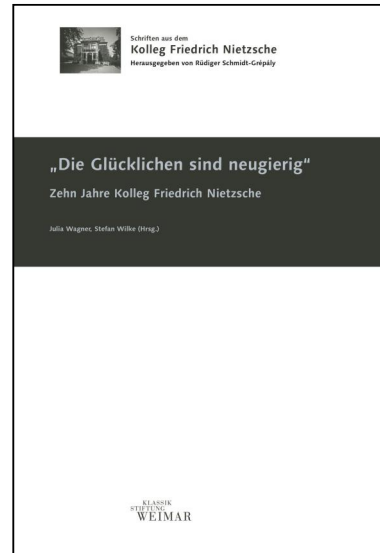 Schriften aus dem
Kolleg Friedrich Nietzsche
Herausgegeben von Rüdiger Schmidt-Grépály
„Die Glücklichen sind neugierig“
Zehn Jahre Kolleg Friedrich Nietzsche
Julia Wagner, Stefan Wilke (Hrsg.)
KLASSIK
STIFTUNG
WEIMAR